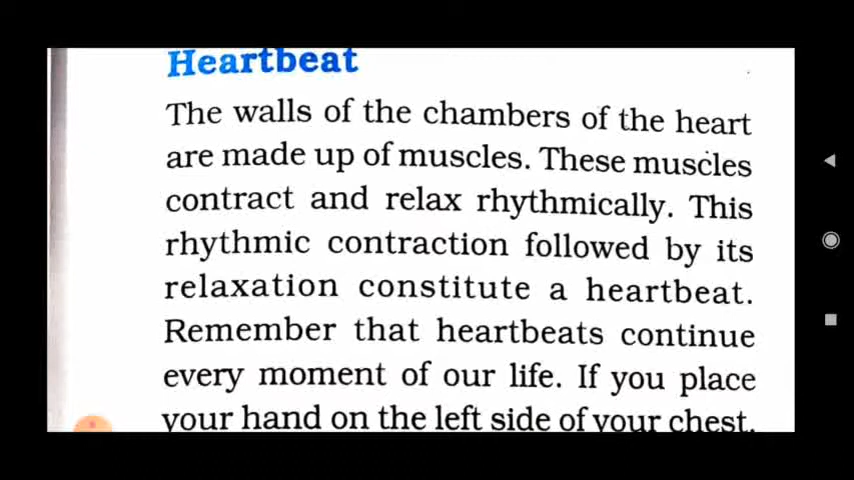 Heartbeat
The walls of the chambers of the heart
are made up of muscles. These muscles
contract and relax rhythmically. This
rhythmic contraction followed by its
relaxation constitute a heartbeat.
Remember that heartbeats continue
every moment of our life. If you place
your hand on the left side of your chest,